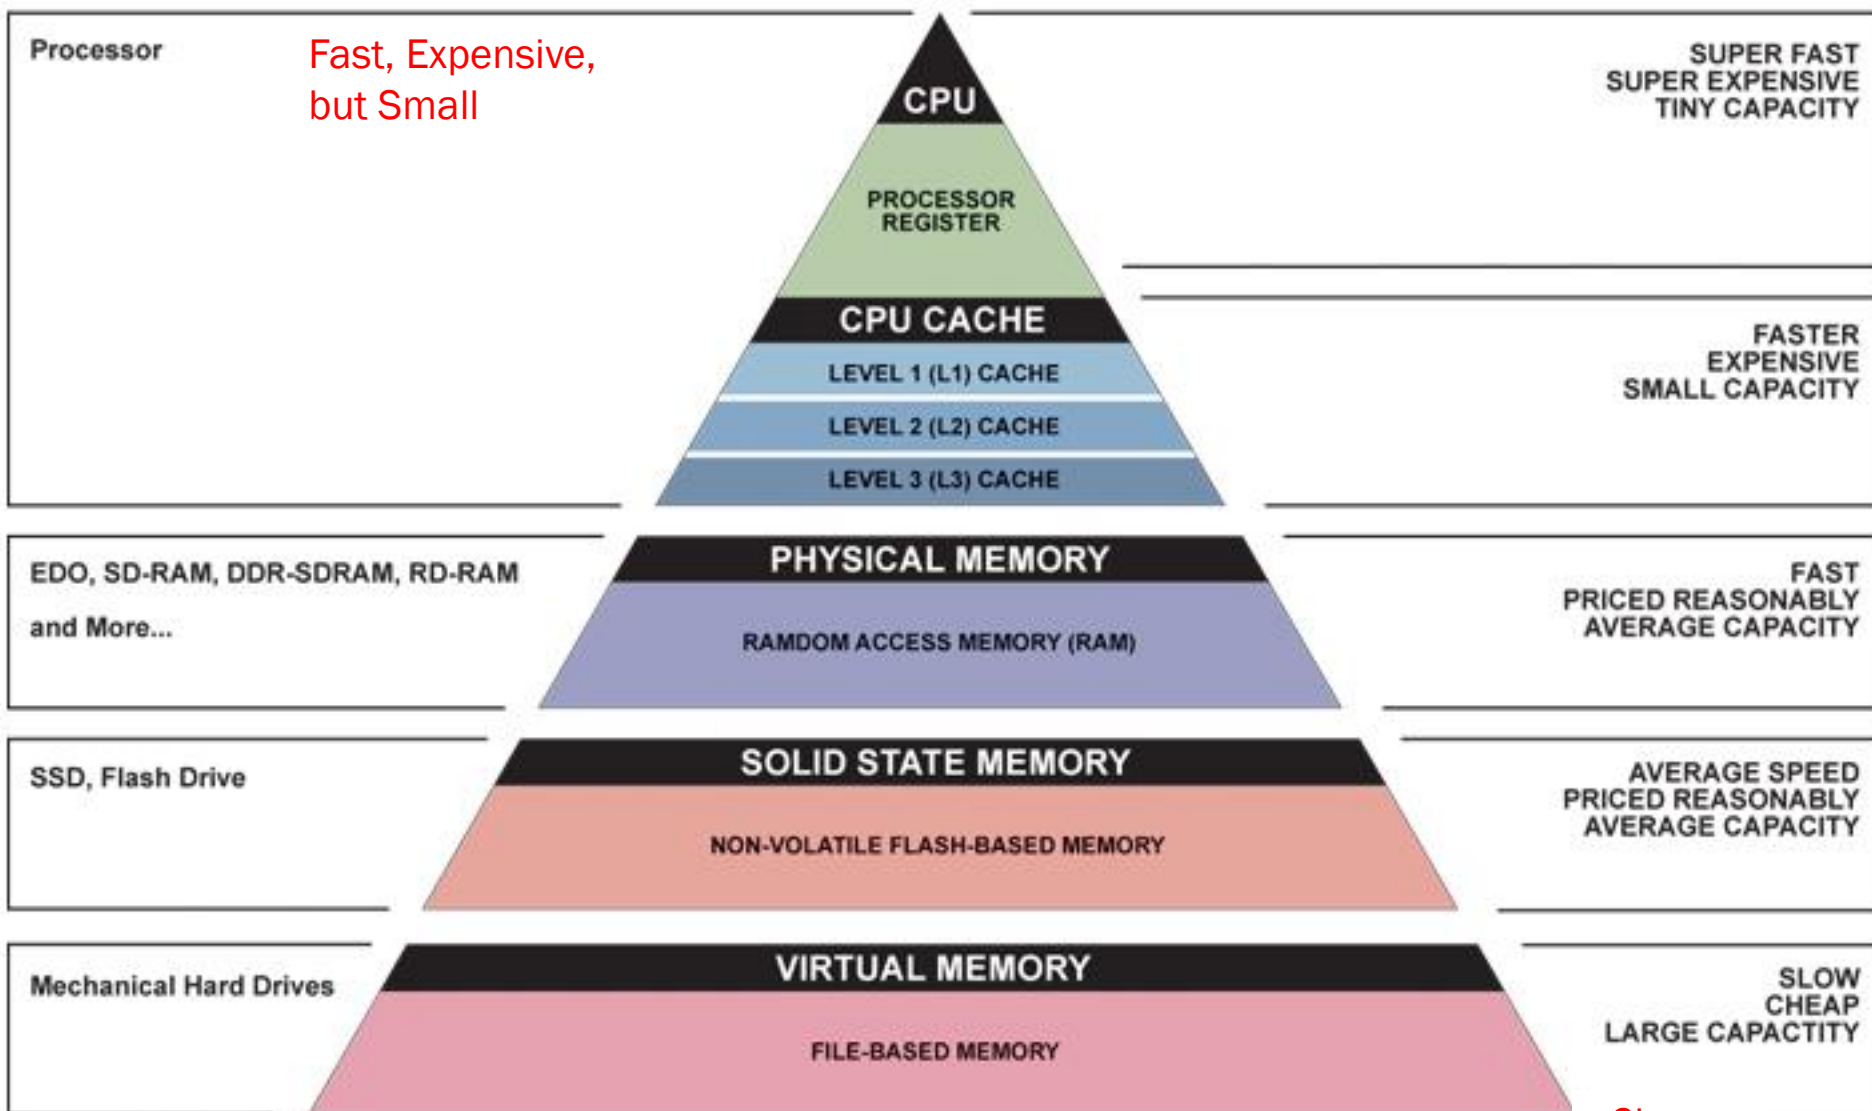 Processor
Fast, Expensive,
but Small
CPU
SUPER FAST
SUPER EXPENSIVE
TINY CAPACITY
PROCESSOR
REGISTER
CPU CACHE
LEVEL 1 (L1) CACHE
LEVEL 2 (L2) CACHE
LEVEL 3 (L3) CACHE
FASTER
EXPENSIVE
SMALL CAPACITY
EDO, SD-RAM, DDR-SDRAM, RD-RAM
and More...
PHYSICAL MEMORY
RAMDOM ACCESS MEMORY (RAM)
FAST
PRICED REASONABLY
AVERAGE CAPACITY
SSD, Flash Drive
SOLID STATE MEMORY
NON-VOLATILE FLASH-BASED MEMORY
AVERAGE SPEED
PRICED REASONABLY
AVERAGE CAPACITY
Mechanical Hard Drives
VIRTUAL MEMORY
FILE-BASED MEMORY
SLOW
CHEAP
LARGE CAPACTITY